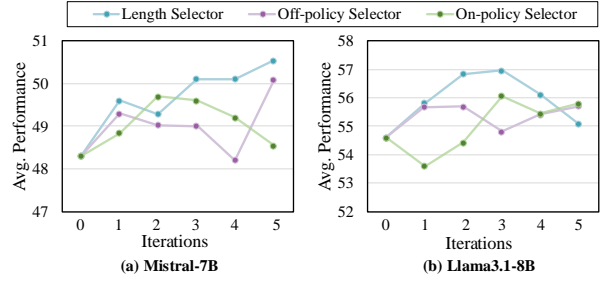 Length Selector Off-policy Selector On-policy Selector
Avg. Performance
51
50
49
48
47
0 1 2 3 4 5
Iterations
(a) Mistral-7B
Avg. Performance
58
57
56
55
54
53
52
0 1 2 3 4 5
Iterations
(b) Llama3.1-8B